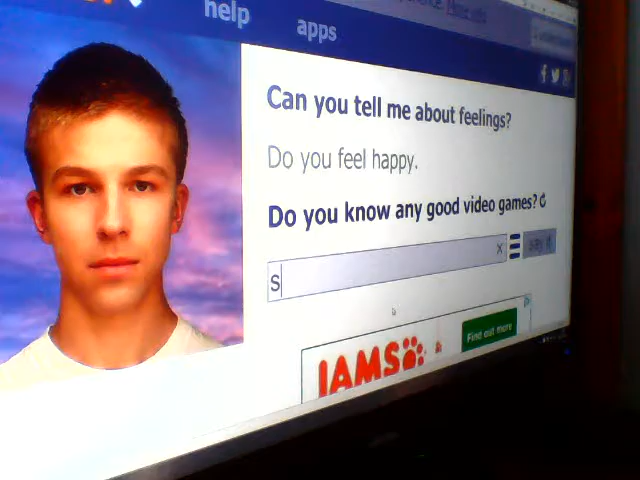 help
apps
Can you tell me about feelings?
Do you feel happy.
Do you know any good video games?
S
x
IAMS
Find out more